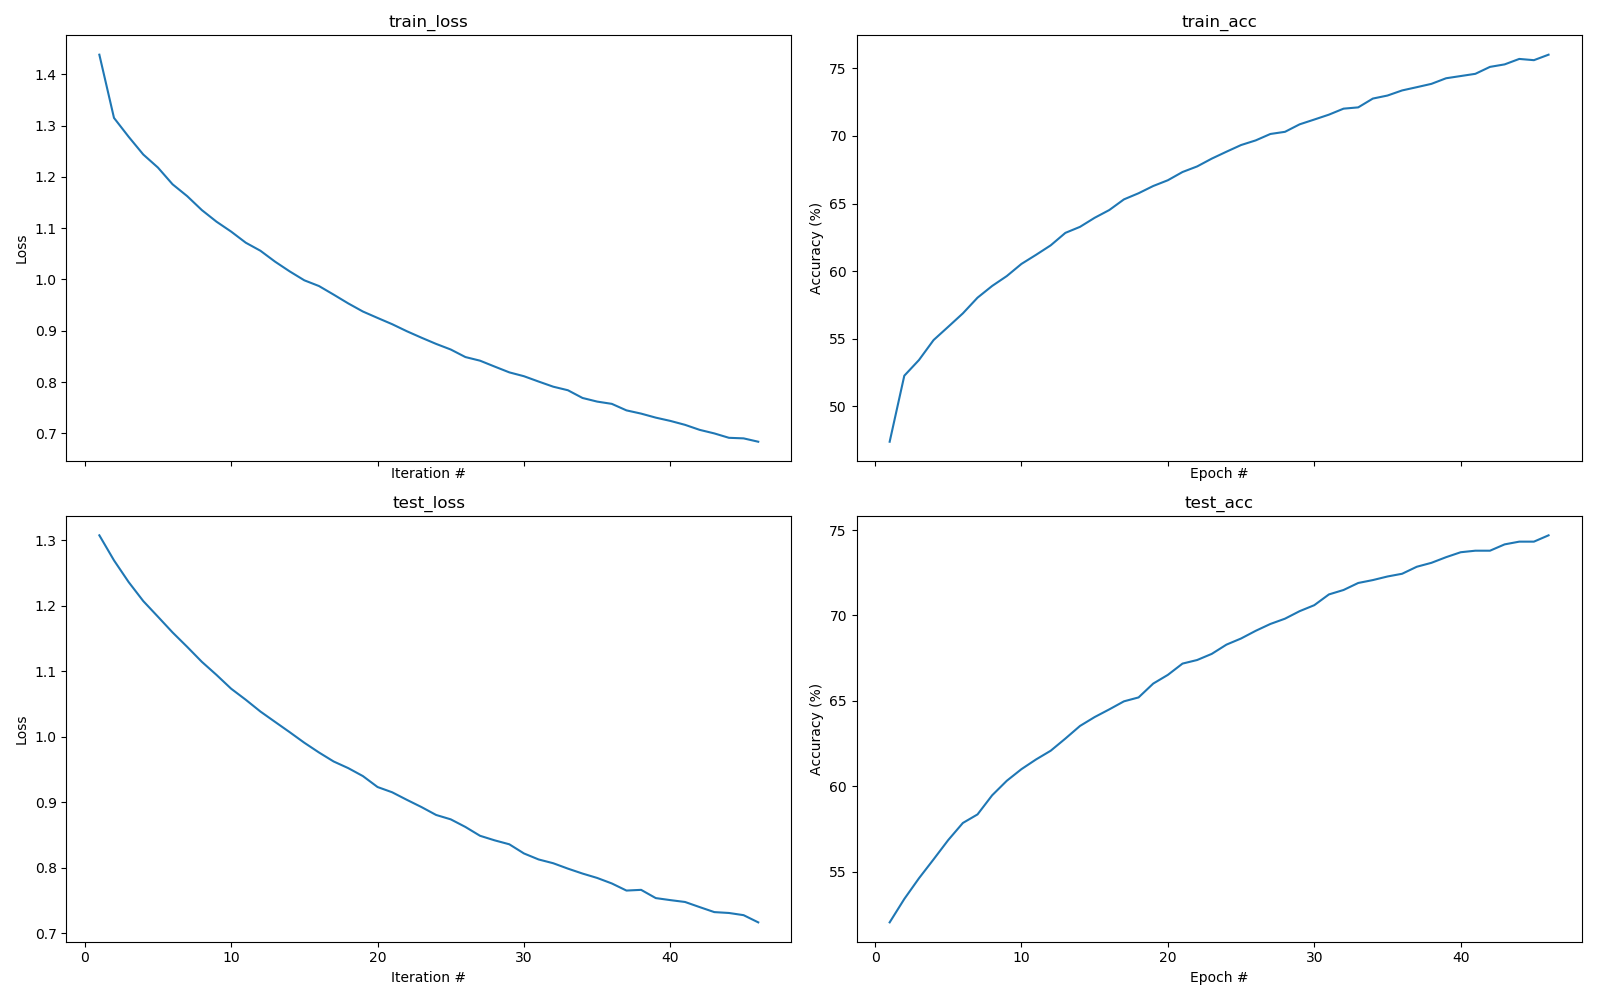 train_loss
1.4
1.3
1.2
1.1
1.0
0.9
0.8
0.7
Loss
Iteration #
train_acc
75
70
65
60
55
50
Accuracy (%)
Epoch #
test_loss
1.3
1.2
1.1
1.0
0.9
0.8
0.7
Loss
0 10 20 30 40
Iteration #
test_acc
75
70
65
60
55
Accuracy (%)
0 10 20 30 40
Epoch #